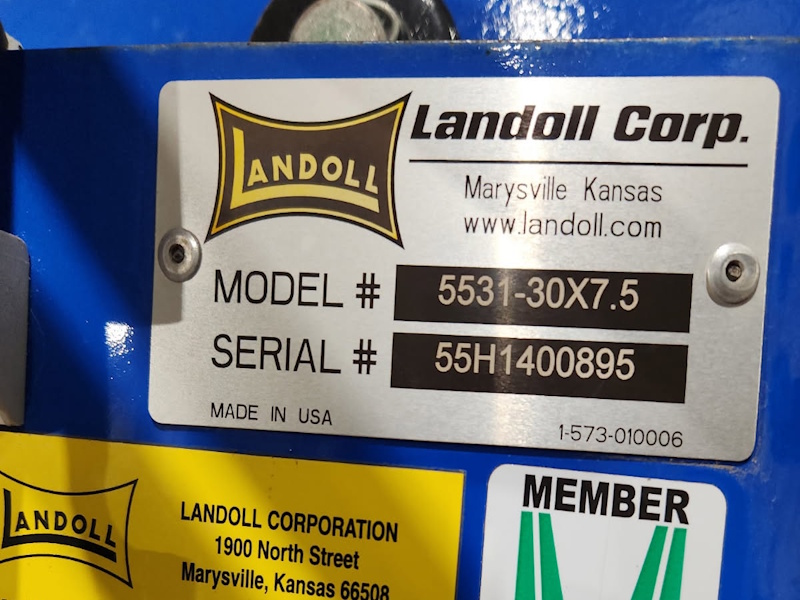 LANDOLL
Landoll Corp.
Marysville Kansas
www.landoll.com
MODEL # 5531-30X7.5
SERIAL # 55H1400895
MADE IN USA
1-573-010006
LANDOLL
LANDOLL CORPORATION
1900 North Street
Marysville, Kansas 66508
MEMBER